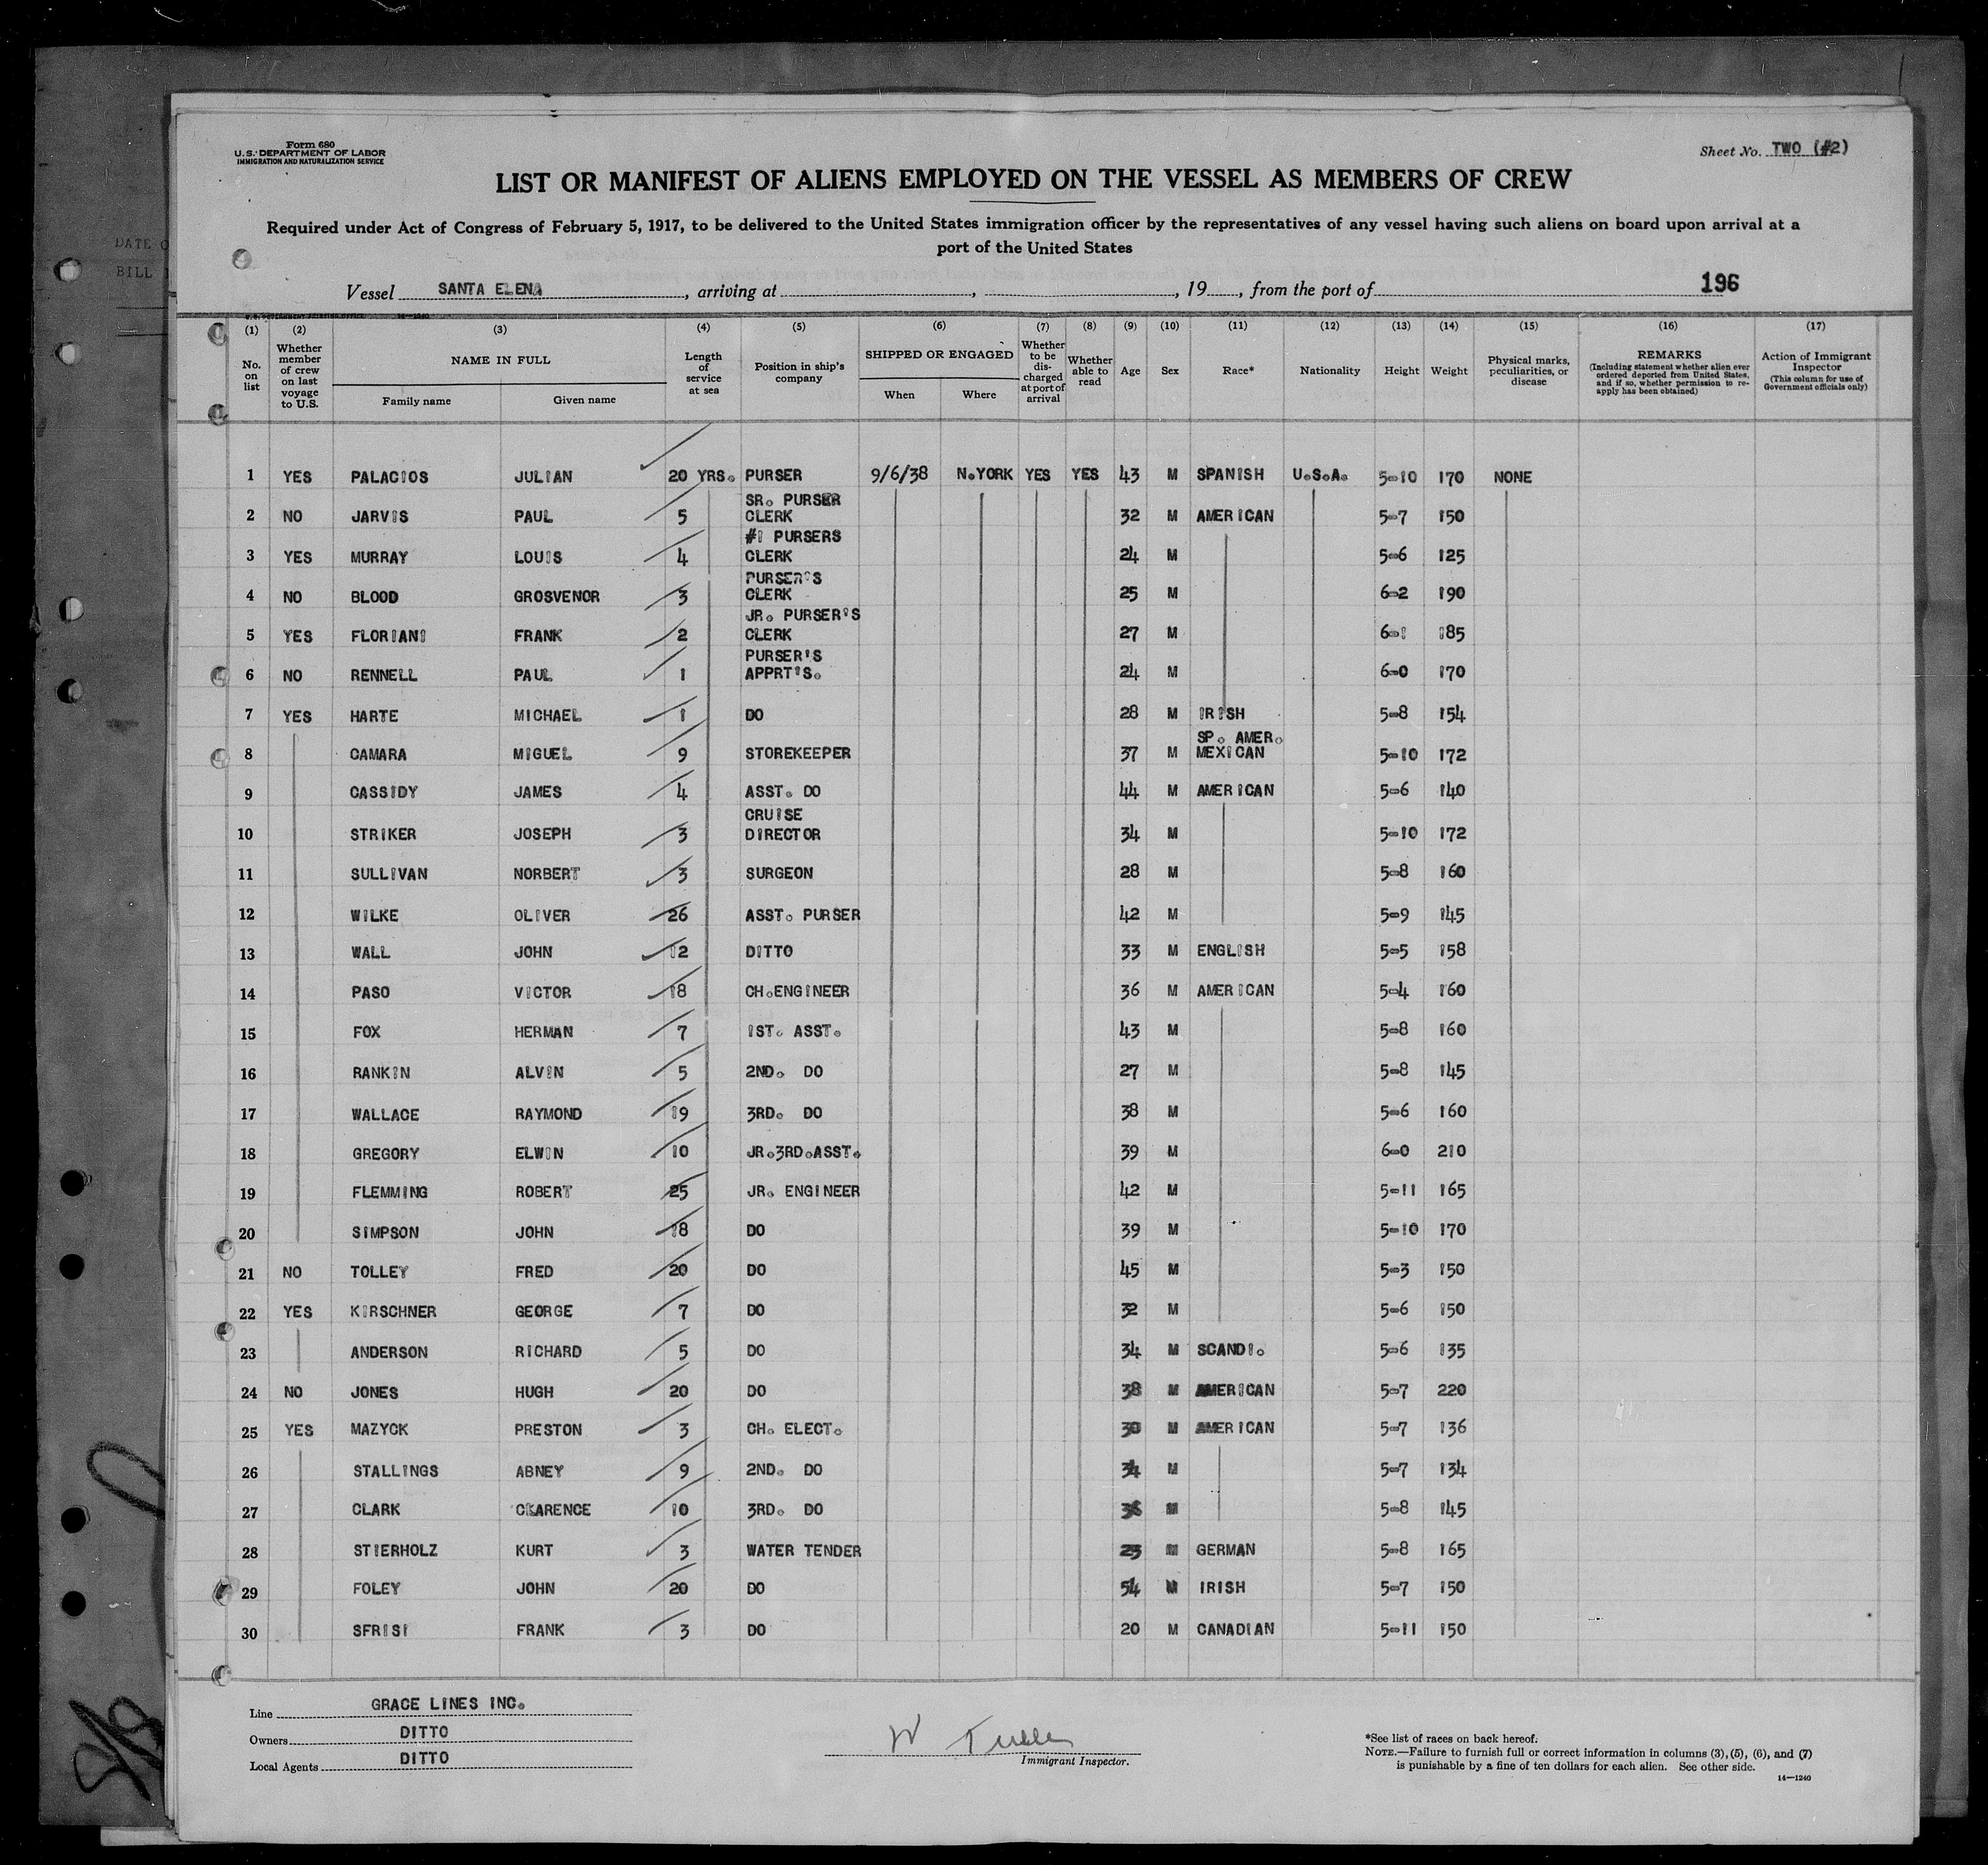 Form 680
U.S. DEPARTMENT OF LABOR
IMMIGRATION AND NATURALIZATION SERVICE
Sheet No. TWO (#2)
LIST OR MANIFEST OF ALIENS EMPLOYED ON THE VESSEL AS MEMBERS OF CREW
Required under Act of Congress of February 5, 1917, to be delivered to the United States immigration officer by the representatives of any vessel having such aliens on board upon arrival at a
port of the United States
DATE
BILL
Vessel SANTA ELENA, arriving at , , 19 , from the port of 196
(1) No. on list
(2) Whether member of crew on last voyage to U.S.
(3) NAME IN FULL Family name Given name
(4) Length of service at sea
(5) Position in ship's company
(6) SHIPPED OR ENGAGED When Where
(7) Whether to be discharged at port of arrival
(8) Whether able to read
(9) Age
(10) Sex
(11) Race*
(12) Nationality
(13) Height
(14) Weight
(15) Physical marks, peculiarities, or disease
(16) REMARKS (Including statement whether alien ever ordered deported from United States, and if so, whether permission to re-apply has been obtained)
(17) Action of Immigrant Inspector (This column for use of Government officials only)
1 YES PALACIOS JULIAN 20 YRS. PURSER 9/6/38 N.YORK YES YES 43 M SPANISH U.S.A. 5-10 170 NONE
2 NO JARVIS PAUL 5 SR. PURSER CLERK 32 M AMERICAN 5-7 150
3 YES MURRAY LOUIS 4 #1 PURSERS CLERK 24 M 5-6 125
4 NO BLOOD GROSVENOR 3 PURSER'S CLERK 25 M 6-2 190
5 YES FLORIANI FRANK 2 JR. PURSER'S CLERK 27 M 6-1 185
6 NO RENNELL PAUL 1 PURSER'S APPRT'S. 24 M 6-0 170
7 YES HARTE MICHAEL 1 DO 28 M IRISH 5-8 154
8 CAMARA MIGUEL 9 STOREKEEPER 37 M SP. AMER. MEXICAN 5-10 172
9 CASSIDY JAMES 4 ASST. DO 44 M AMERICAN 5-6 140
10 STRIKER JOSEPH 3 CRUISE DIRECTOR 34 M 5-10 172
11 SULLIVAN NORBERT 3 SURGEON 28 M 5-8 160
12 WILKE OLIVER 26 ASST. PURSER 42 M 5-9 145
13 WALL JOHN 12 DITTO 33 M ENGLISH 5-5 158
14 PASO VICTOR 18 CH.ENGINEER 36 M AMERICAN 5-4 160
15 FOX HERMAN 7 1ST. ASST. 43 M 5-8 160
16 RANKIN ALVIN 5 2ND. DO 27 M 5-8 145
17 WALLACE RAYMOND 19 3RD. DO 38 M 5-6 160
18 GREGORY ELWIN 10 JR.3RD.ASST. 39 M 6-0 210
19 FLEMMING ROBERT 25 JR. ENGINEER 42 M 5-11 165
20 SIMPSON JOHN 18 DO 39 M 5-10 170
21 NO TOLLEY FRED 20 DO 45 M 5-3 150
22 YES KIRSCHNER GEORGE 7 DO 32 M 5-6 150
23 ANDERSON RICHARD 5 DO 34 M SCANDI. 5-6 135
24 NO JONES HUGH 20 DO 38 M AMERICAN 5-7 220
25 YES MAZYCK PRESTON 3 CH. ELECT. 30 M AMERICAN 5-7 136
26 STALLINGS ABNEY 9 2ND. DO 34 M 5-7 134
27 CLARK CLARENCE 10 3RD. DO M 5-8 145
28 STIERHOLZ KURT 3 WATER TENDER M GERMAN 5-8 165
29 FOLEY JOHN 20 DO 54 M IRISH 5-7 150
30 SFRISI FRANK 3 DO 20 M CANADIAN 5-11 150
Line GRACE LINES INC.
Owners DITTO
Local Agents DITTO
W
Immigrant Inspector.
*See list of races on back hereof.
NOTE.—Failure to furnish full or correct information in columns (3), (5), (6), and (7)
is punishable by a fine of ten dollars for each alien. See other side.
14—1240